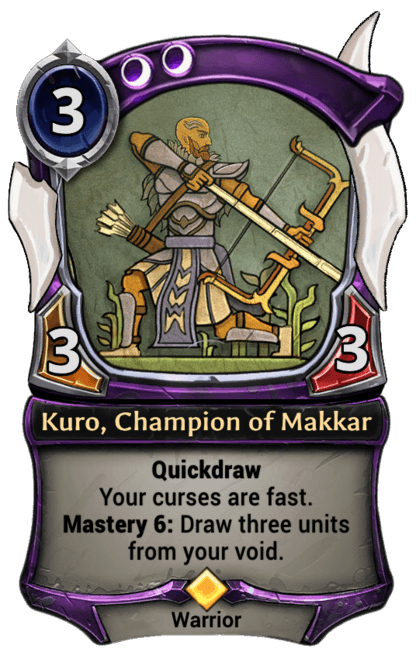 3
3
3
Kuro, Champion of Makkar
Quickdraw
Your curses are fast.
Mastery 6: Draw three units
from your void.
Warrior